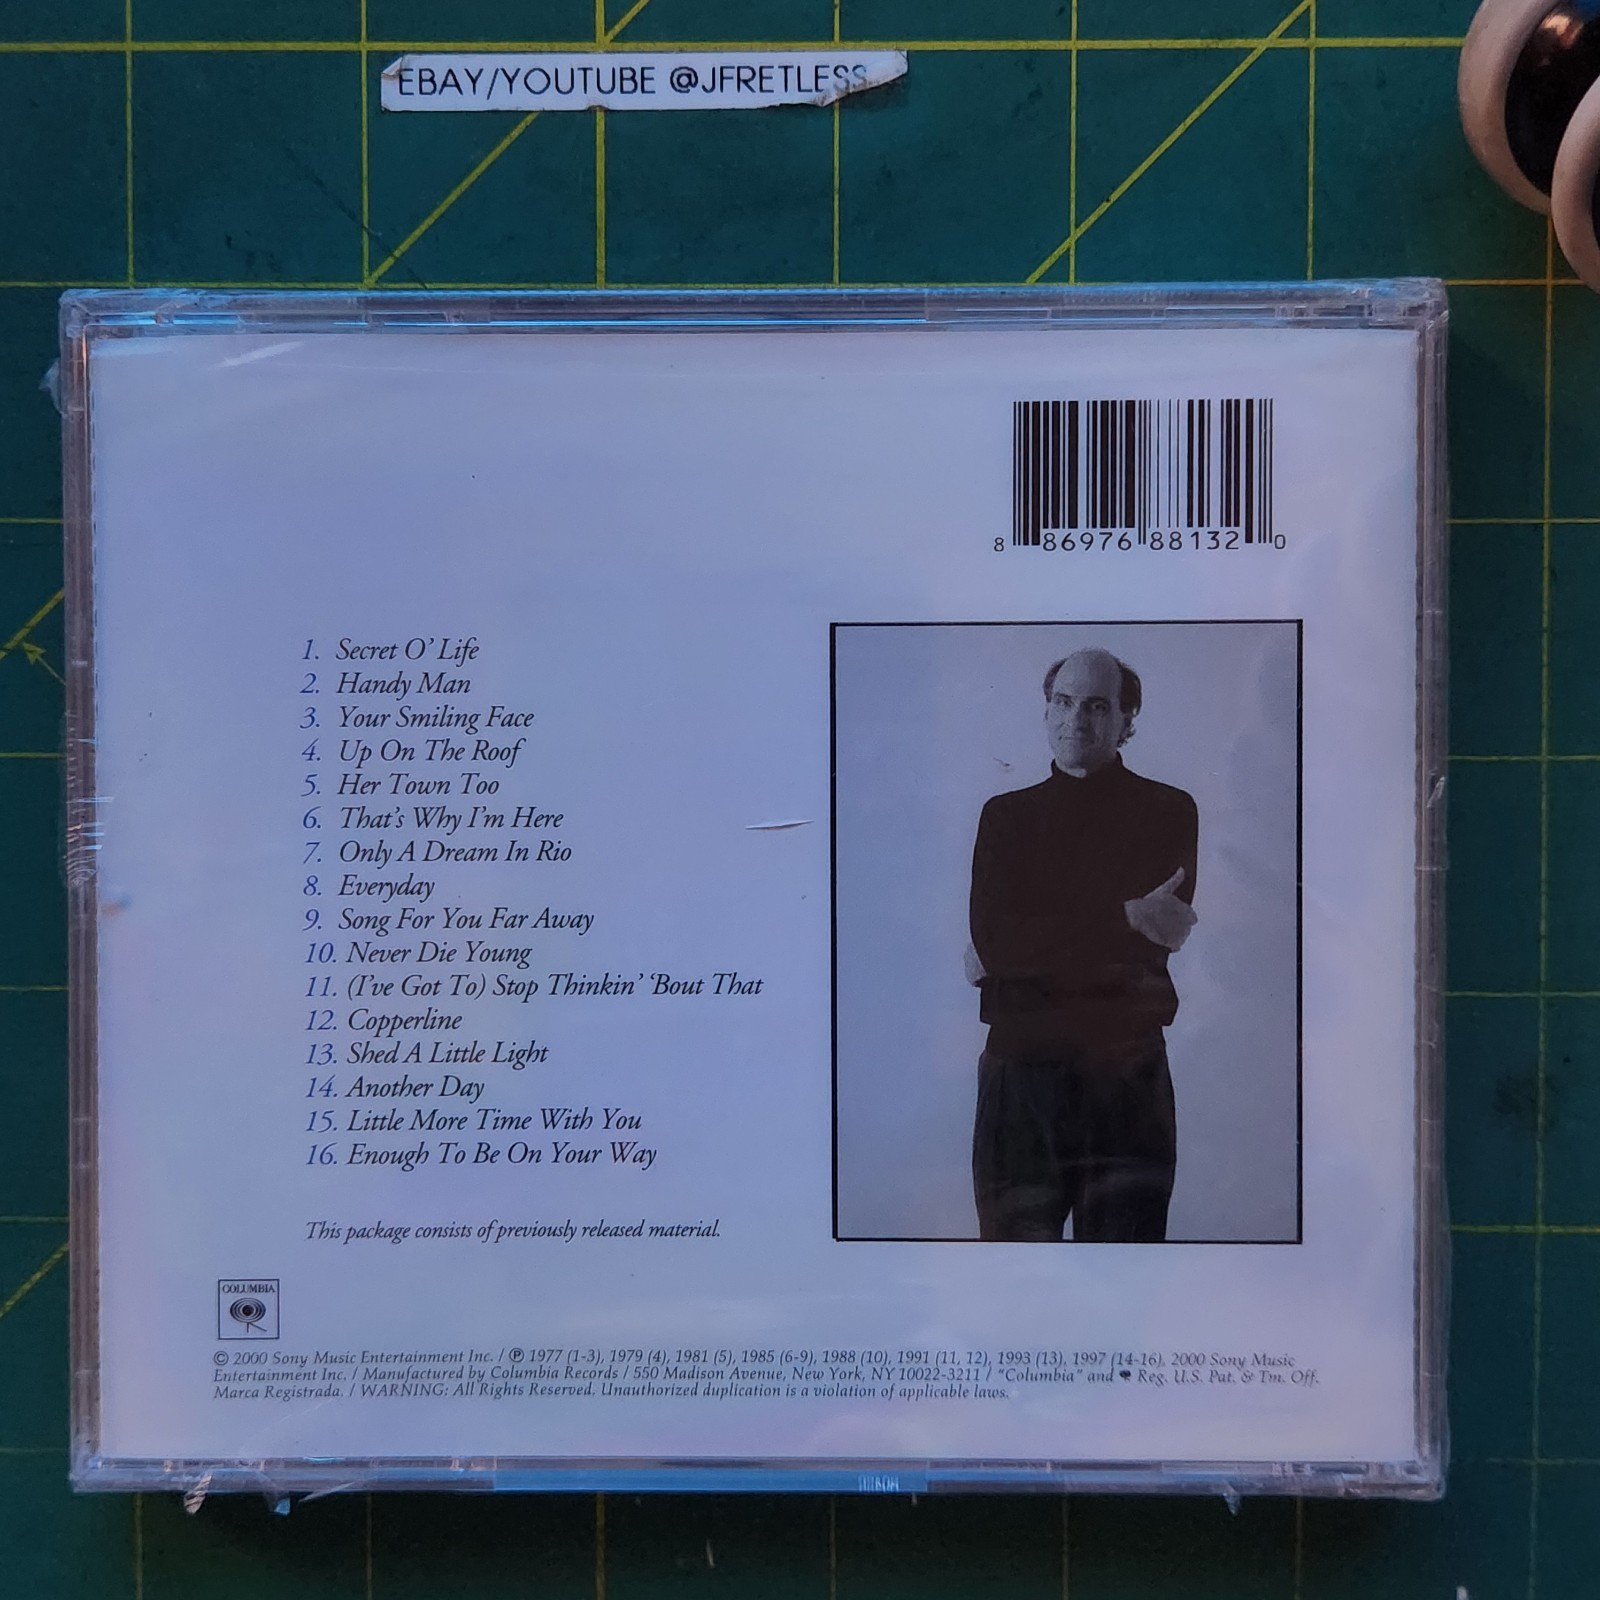 EBAY/YOUTUBE @JFRETLESS
8 86976 88132 0
1. Secret O' Life
2. Handy Man
3. Your Smiling Face
4. Up On The Roof
5. Her Town Too
6. That's Why I'm Here
7. Only A Dream In Rio
8. Everyday
9. Song For You Far Away
10. Never Die Young
11. (I've Got To) Stop Thinkin' 'Bout That
12. Copperline
13. Shed A Little Light
14. Another Day
15. Little More Time With You
16. Enough To Be On Your Way
This package consists of previously released material.
COLUMBIA
© 2000 Sony Music Entertainment Inc. / ℗ 1977 (1-3), 1979 (4), 1981 (5), 1985 (6-9), 1988 (10), 1991 (11, 12), 1993 (13), 1997 (14-16), 2000 Sony Music
Entertainment Inc. / Manufactured by Columbia Records / 550 Madison Avenue, New York, NY 10022-3211 / "Columbia" and Reg. U.S. Pat. & Tm. Off.
Marca Registrada. / WARNING: All Rights Reserved. Unauthorized duplication is a violation of applicable laws.